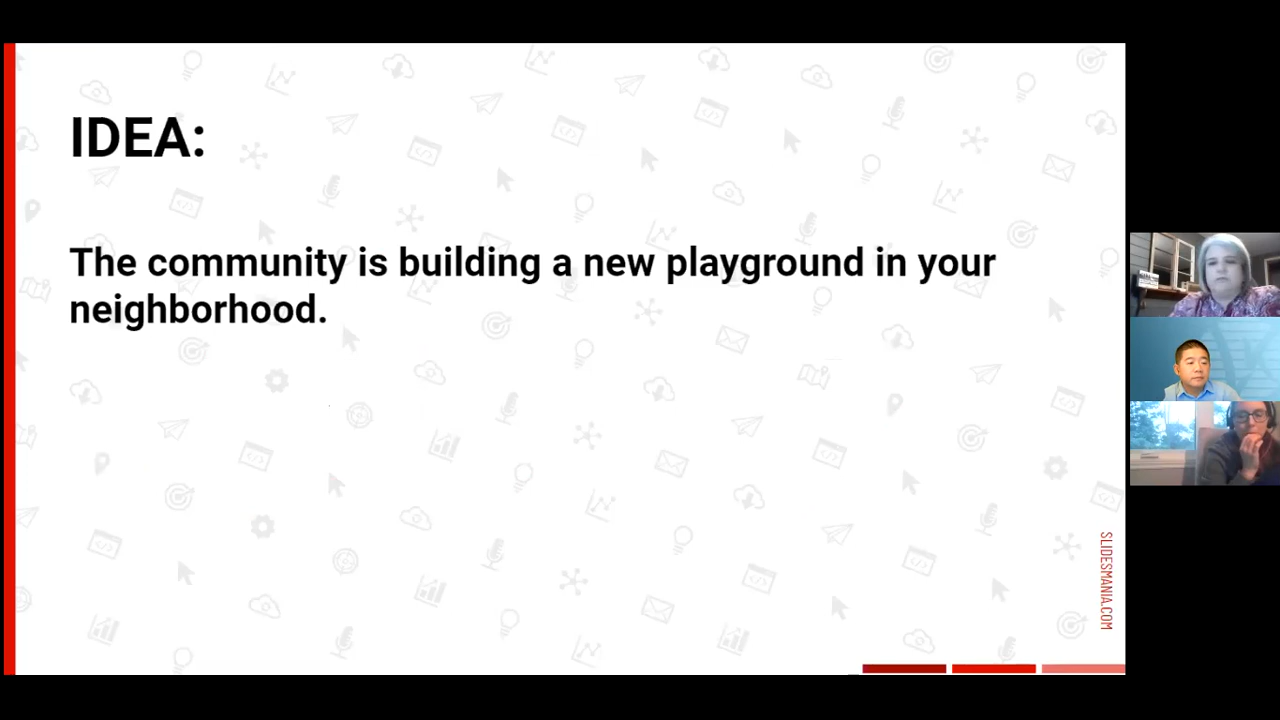 IDEA:
The community is building a new playground in your
neighborhood.
SLIDESMANIA.COM